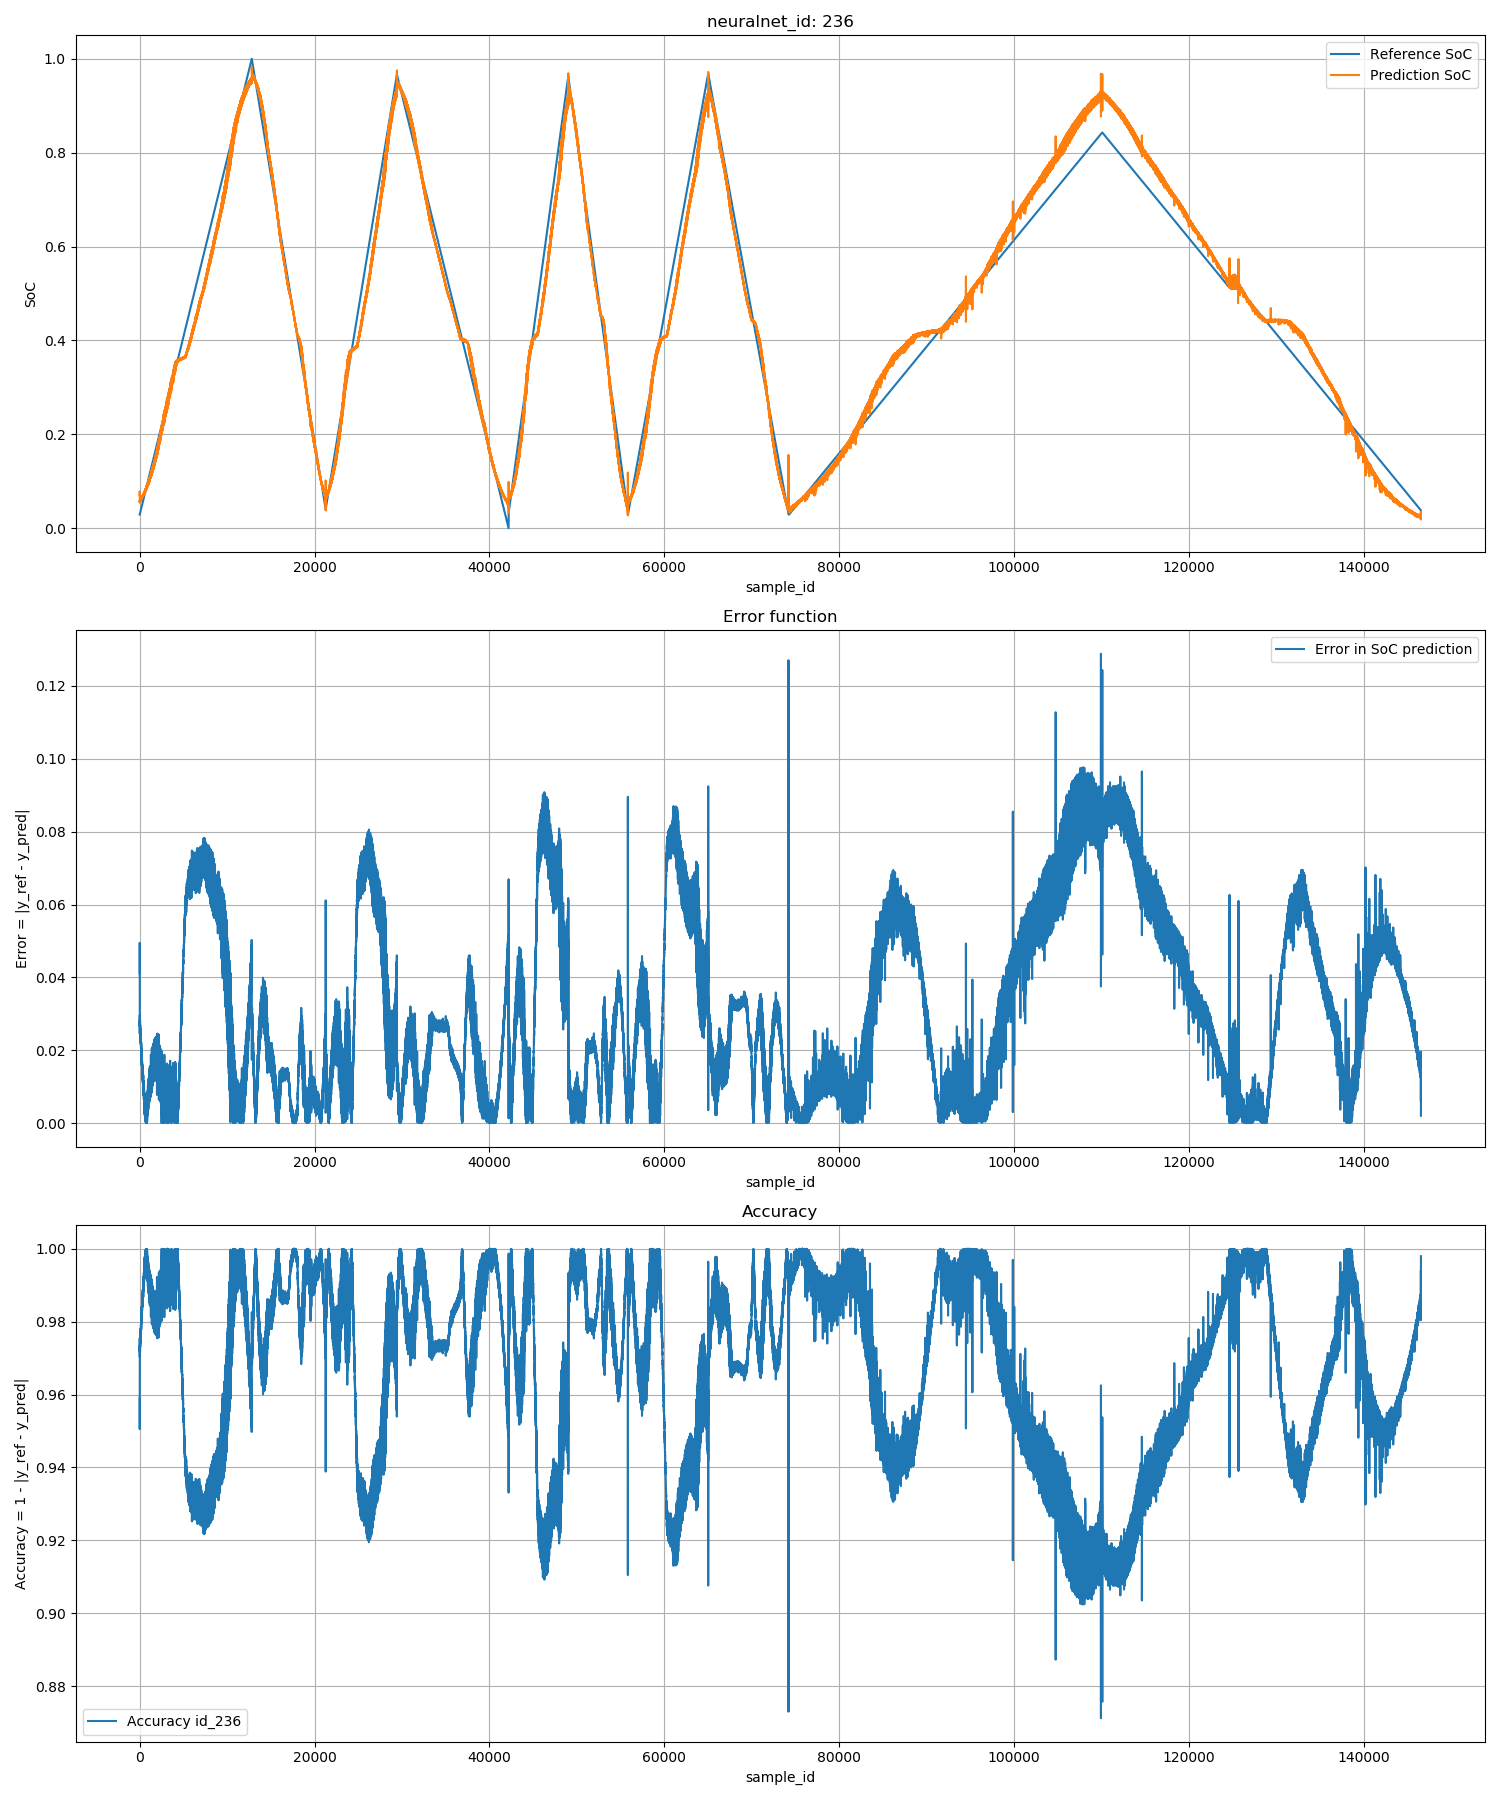 neuralnet_id: 236
Reference SoC
Prediction SoC
SoC
1.0
0.8
0.6
0.4
0.2
0.0
0 20000 40000 60000 80000 100000 120000 140000
sample_id
Error function
Error in SoC prediction
Error = |y_ref - y_pred|
0.12
0.10
0.08
0.06
0.04
0.02
0.00
0 20000 40000 60000 80000 100000 120000 140000
sample_id
Accuracy
Accuracy = 1 - |y_ref - y_pred|
1.00
0.98
0.96
0.94
0.92
0.90
0.88
Accuracy id_236
0 20000 40000 60000 80000 100000 120000 140000
sample_id